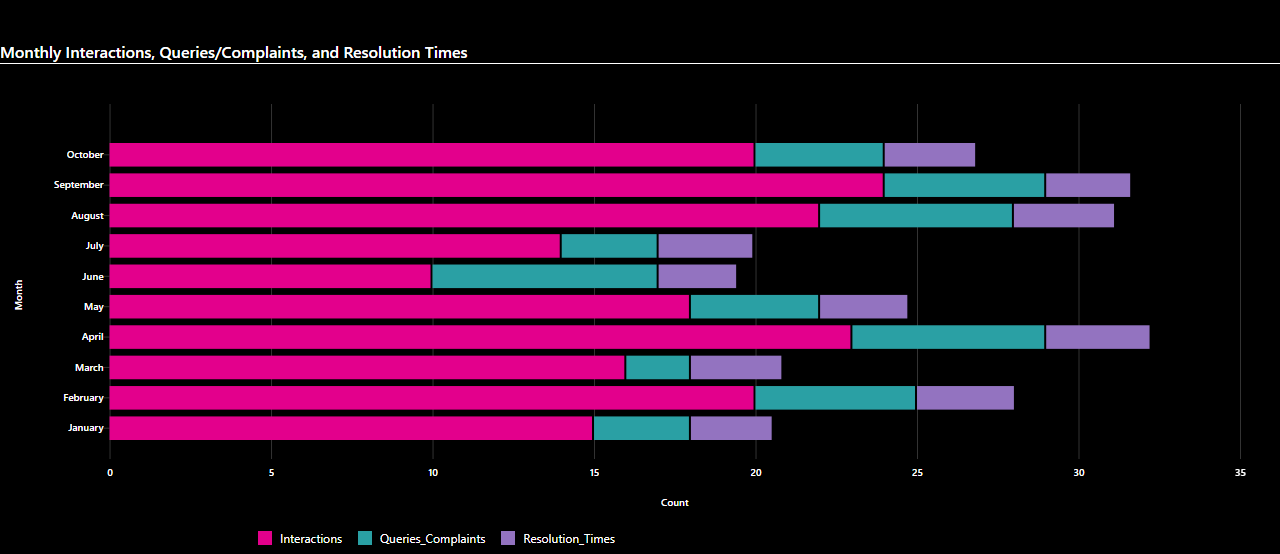 Monthly Interactions, Queries/Complaints, and Resolution Times
October
September
August
July
June
May
April
March
February
January
Month
0 5 10 15 20 25 30 35
Count
Interactions Queries_Complaints Resolution_Times